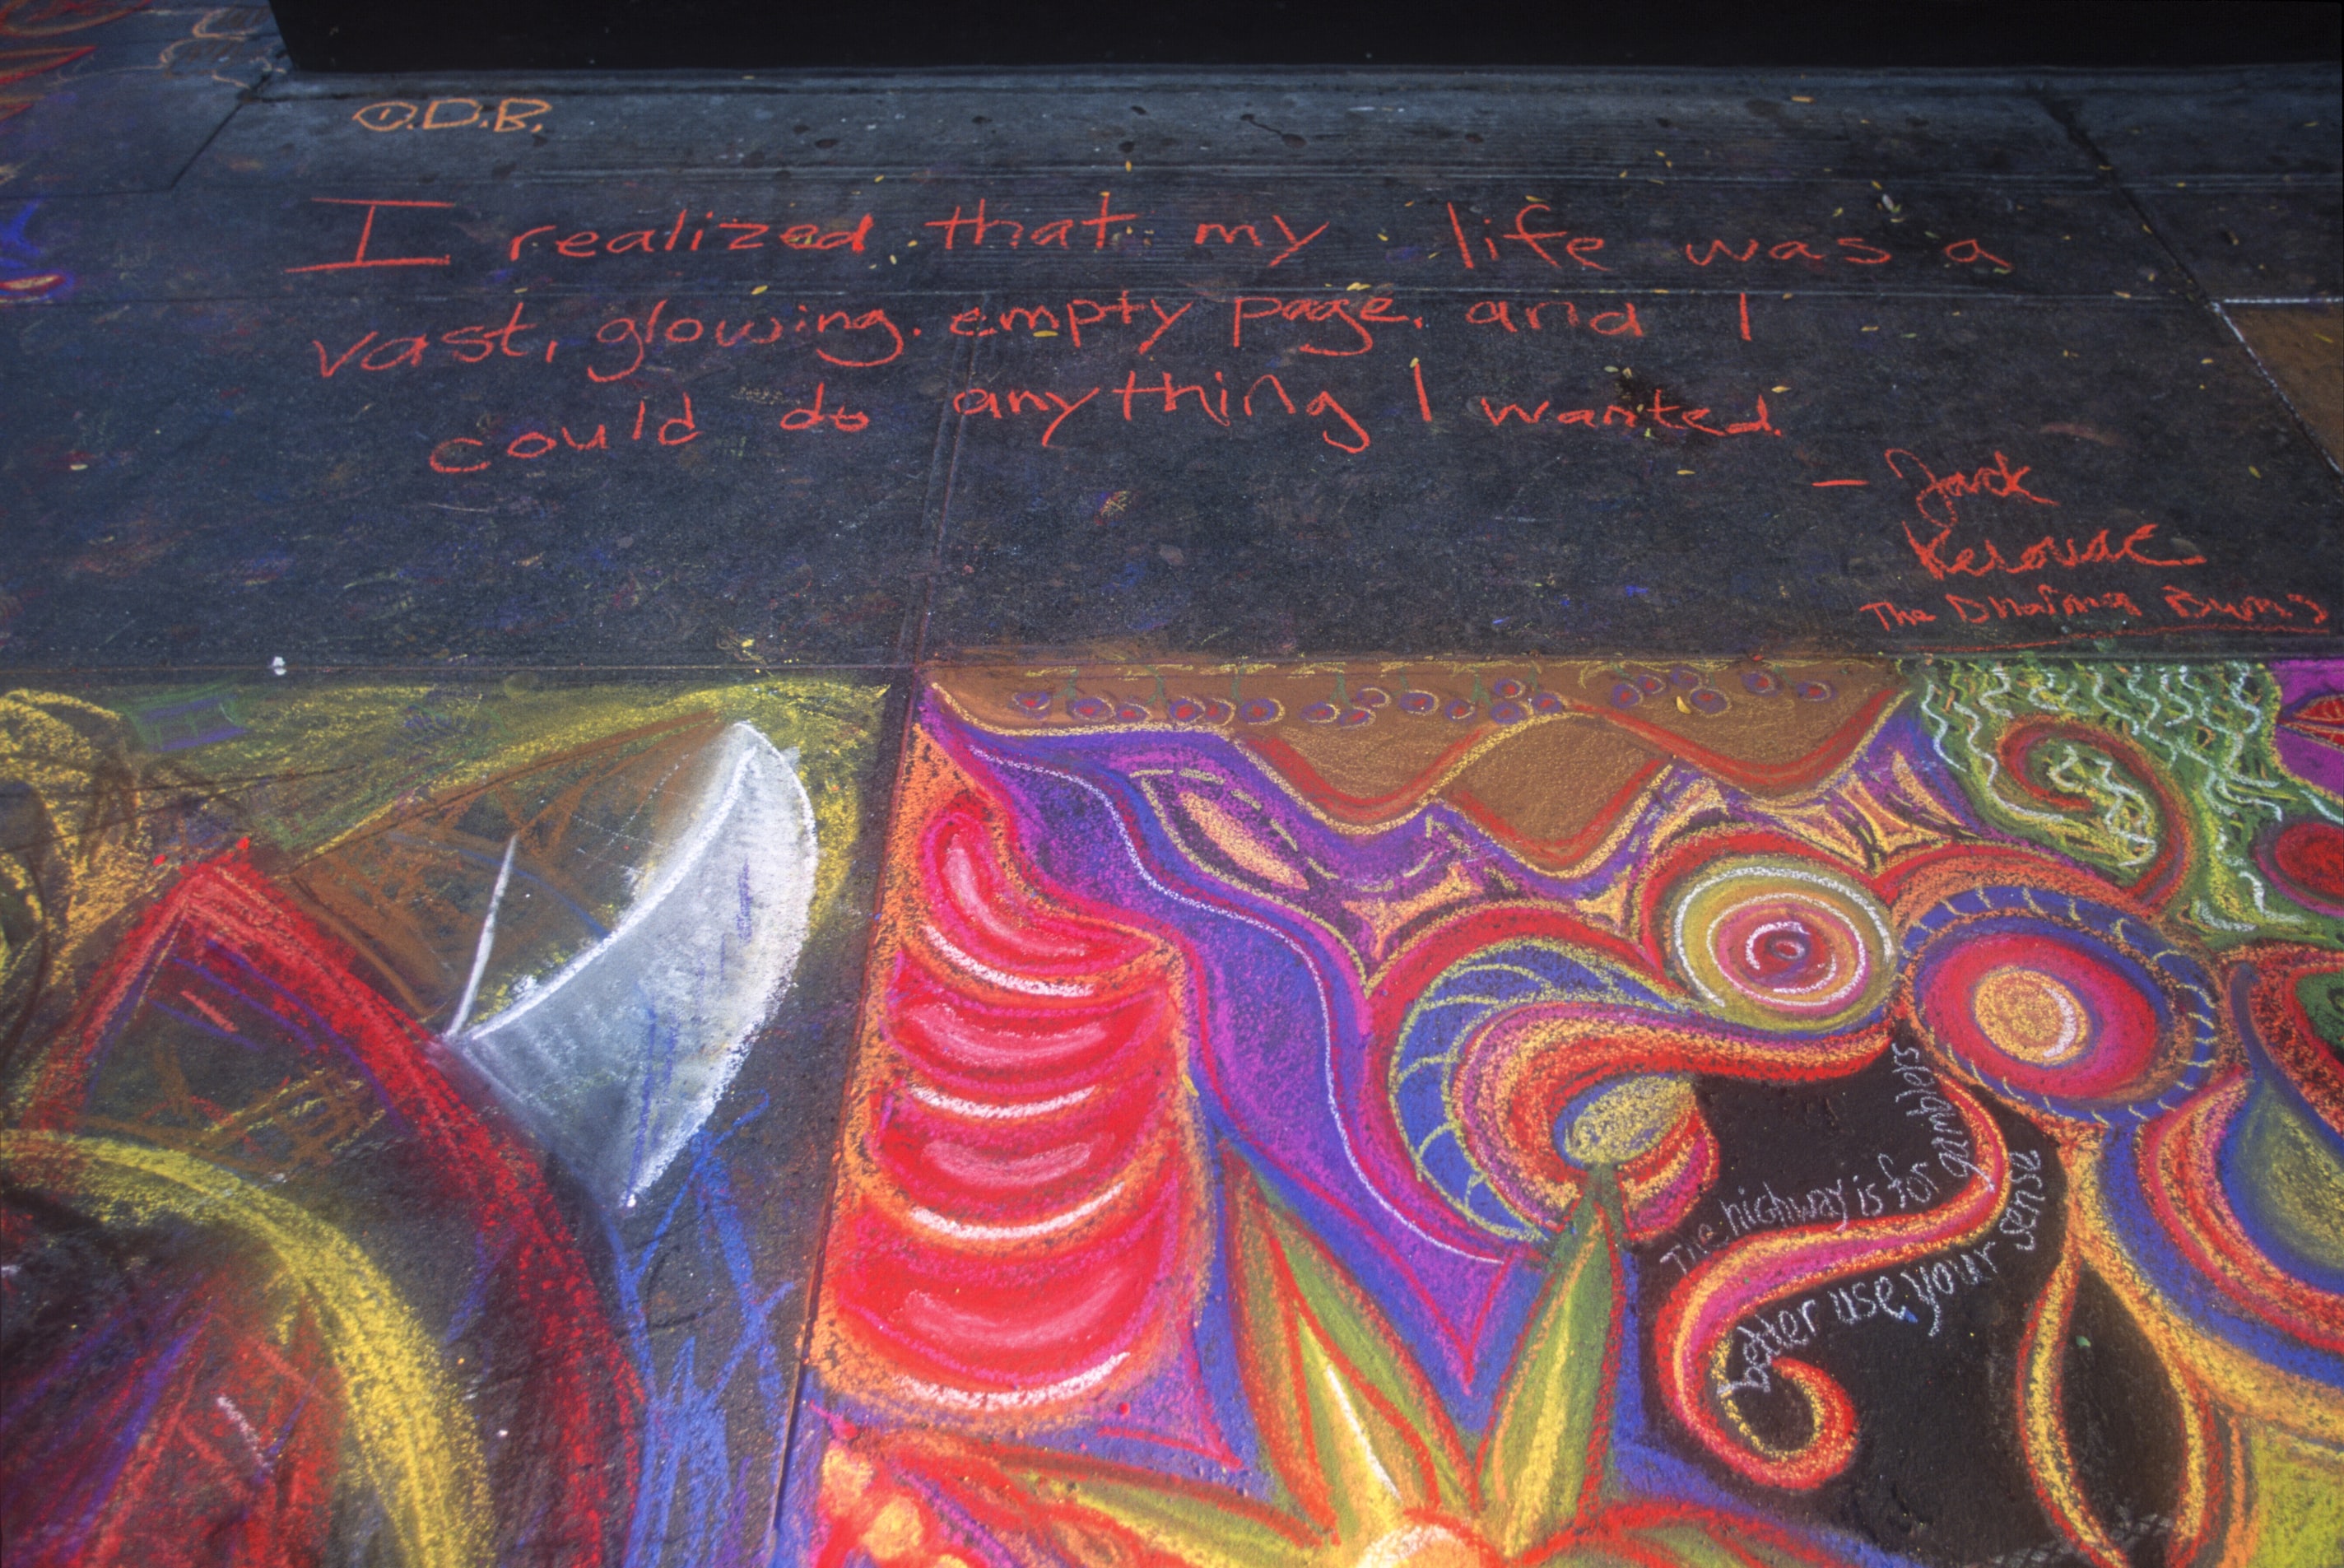 O.D.B.
I realized that my life was a
vast, glowing. empty page, and I
could do anything I wanted.
— Jack
Kerouac
The Dharma Bums
The highway is for gamblers
better use your sense